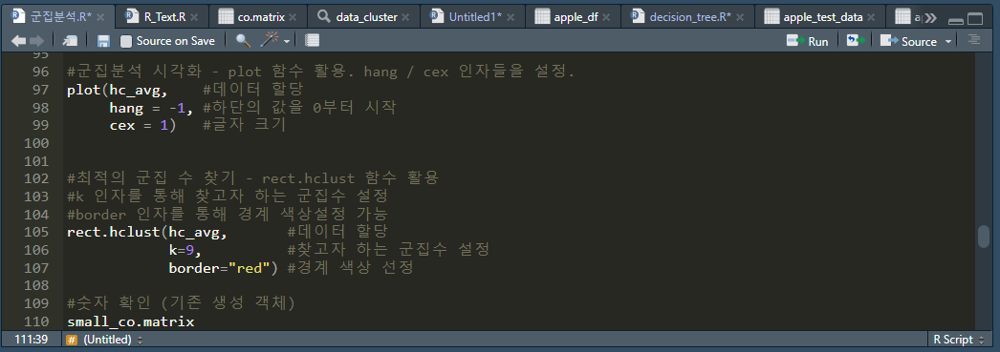 군집분석.R* R_Text.R co.matrix data_cluster Untitled1* apple_df decision_tree.R* apple_test_data
Source on Save Run Source
95
96 #군집분석 시각화 - plot 함수 활용. hang / cex 인자들을 설정.
97 plot(hc_avg, #데이터 할당
98 hang = -1, #하단의 값을 0부터 시작
99 cex = 1) #글자 크기
100
101
102 #최적의 군집 수 찾기 - rect.hclust 함수 활용
103 #k 인자를 통해 찾고자 하는 군집수 설정
104 #border 인자를 통해 경계 색상설정 가능
105 rect.hclust(hc_avg, #데이터 할당
106 k=9, #찾고자 하는 군집수 설정
107 border="red") #경계 색상 선정
108
109 #숫자 확인 (기존 생성 객체)
110 small_co.matrix
111:39 # (Untitled) R Script